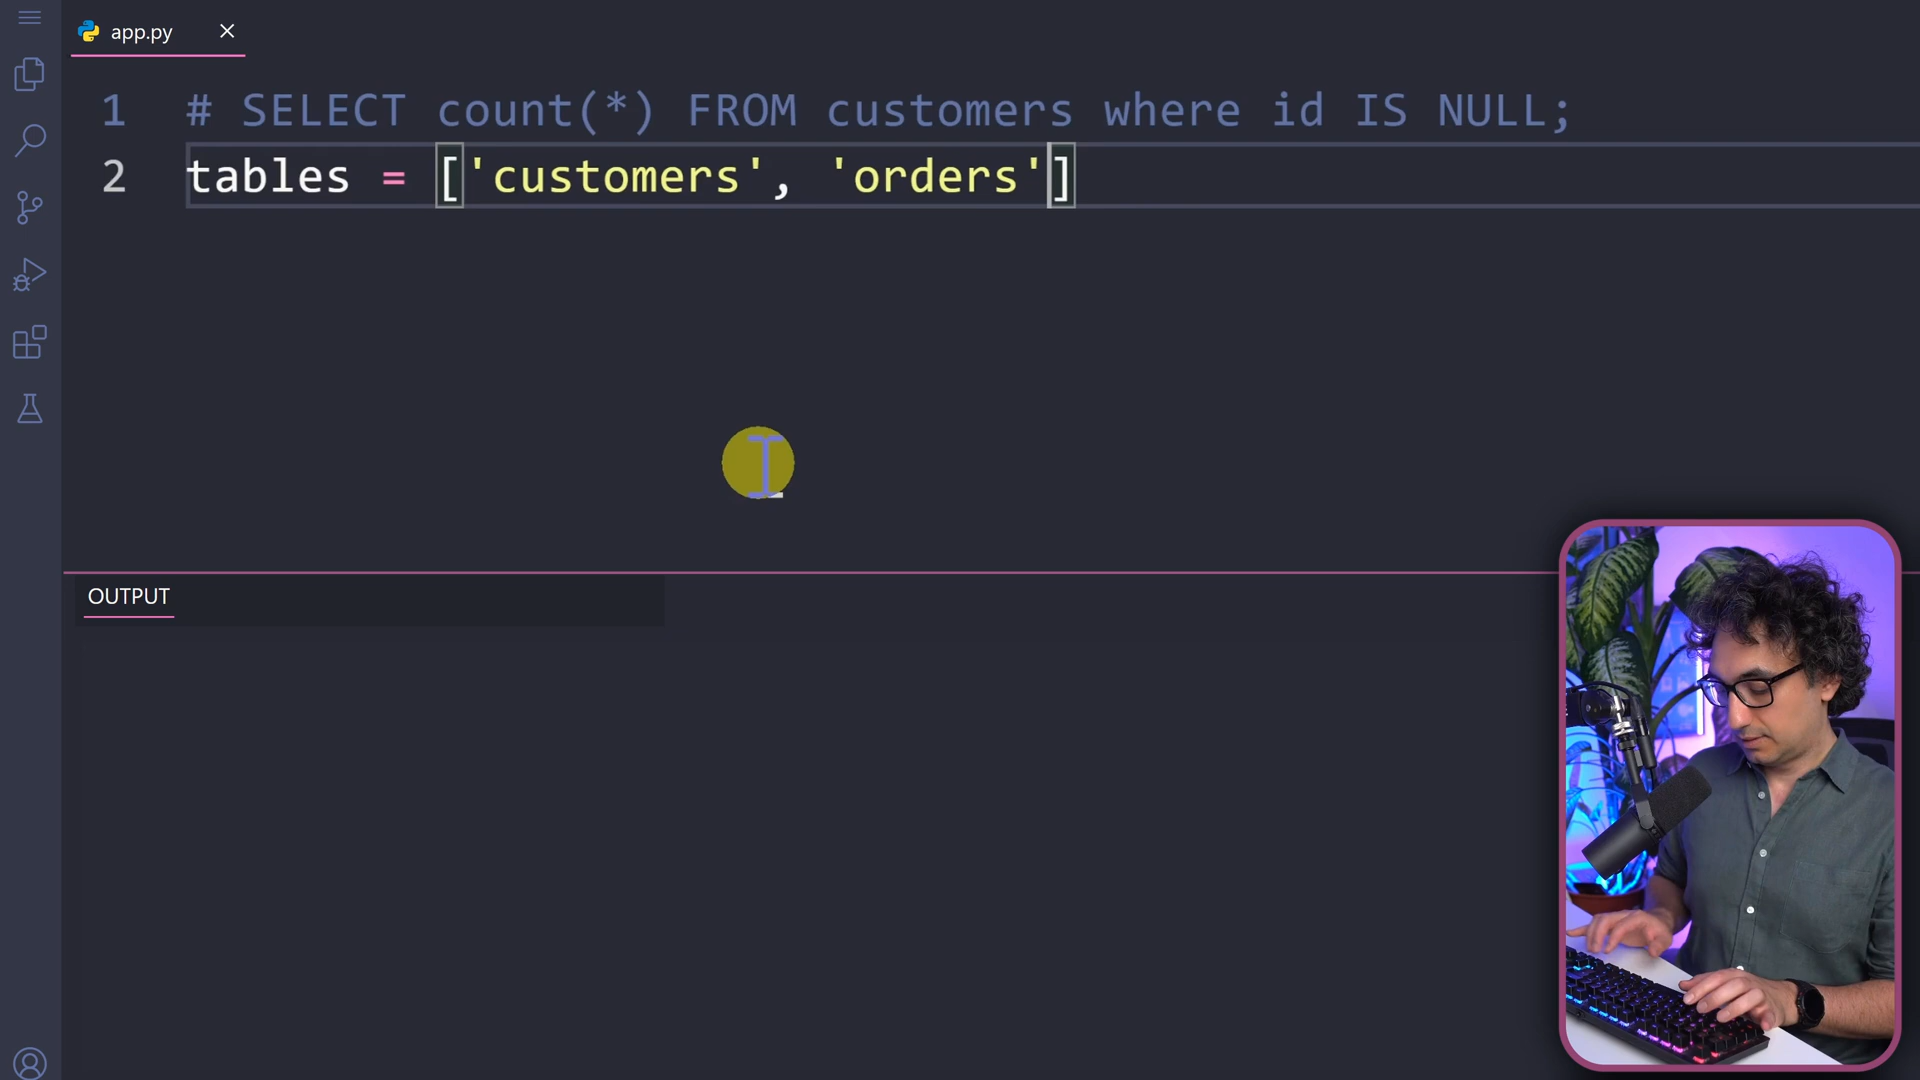 app.py
1 # SELECT count(*) FROM customers where id IS NULL;
2 tables = ['customers', 'orders']
OUTPUT